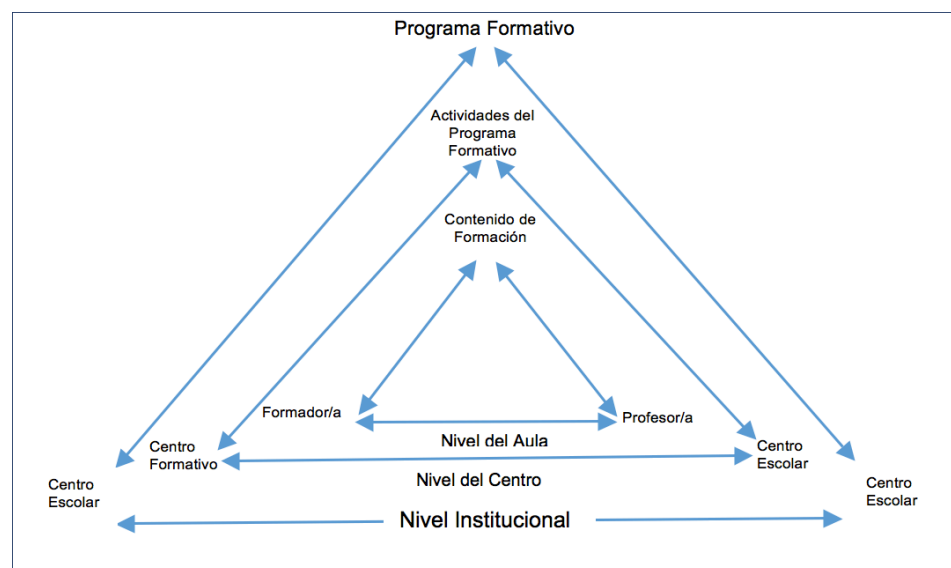 Programa Formativo
Actividades del
Programa
Formativo
Contenido de
Formación
Formador/a
Profesor/a
Nivel del Aula
Centro
Formativo
Centro
Escolar
Nivel del Centro
Centro
Escolar
Centro
Escolar
Nivel Institucional